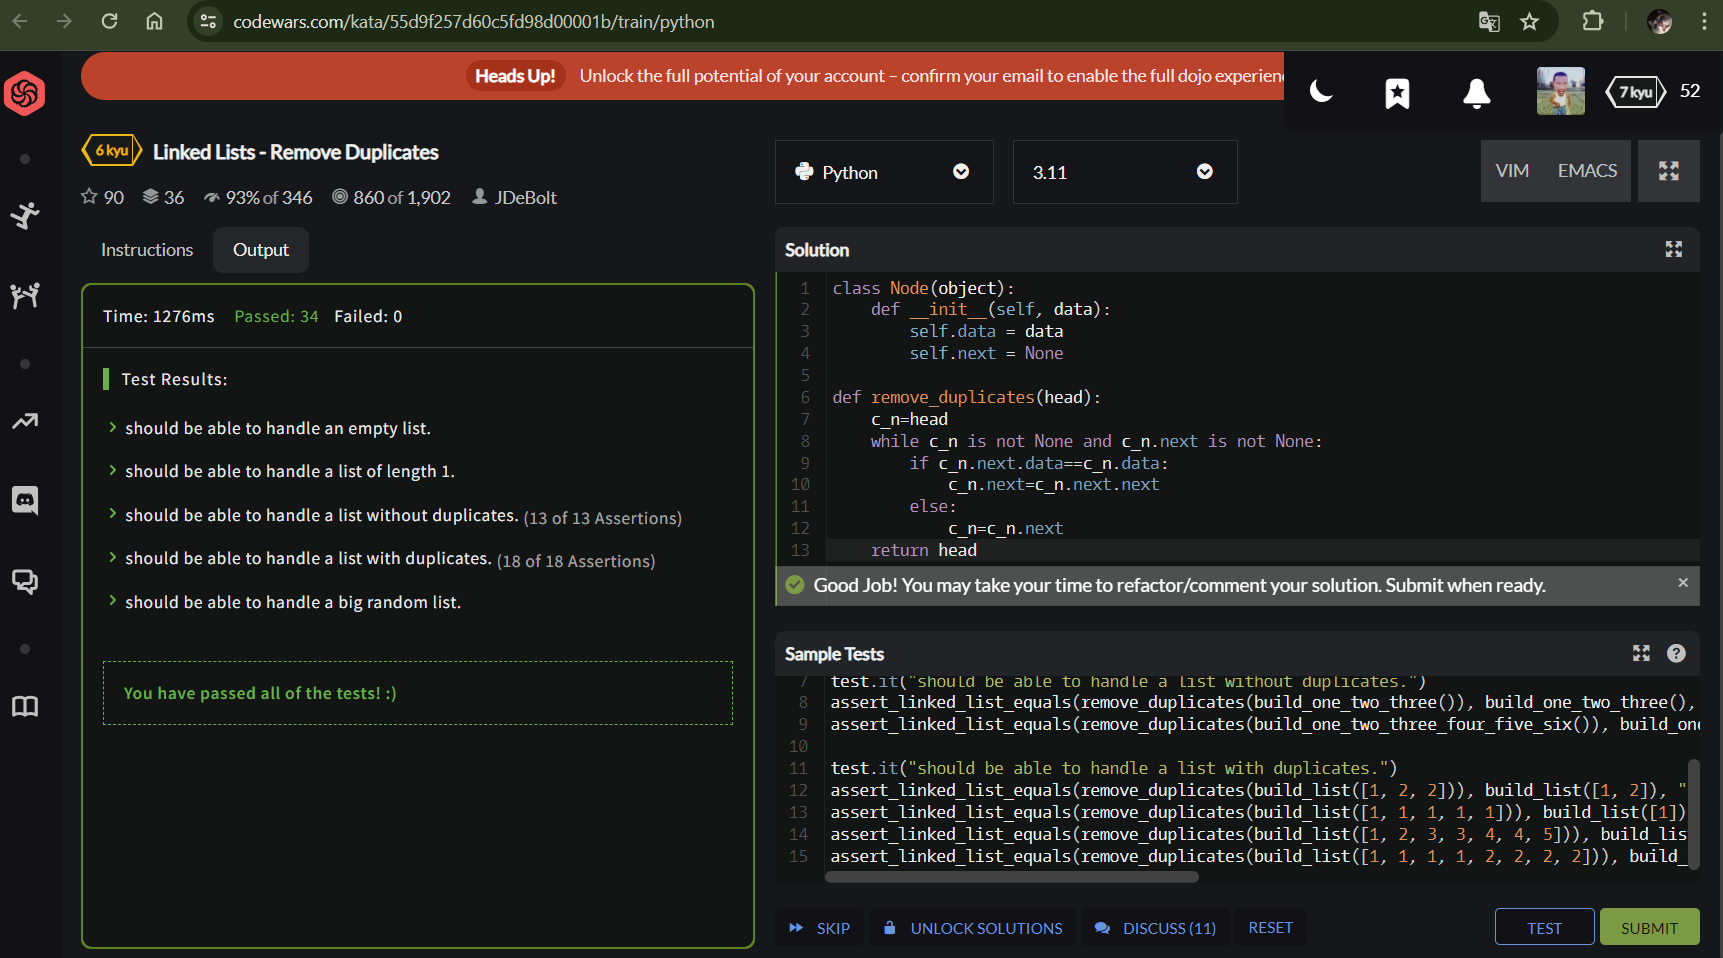 codewars.com/kata/55d9f257d60c5fd98d00001b/train/python
Heads Up! Unlock the full potential of your account – confirm your email to enable the full dojo
7 kyu 52
6 kyu Linked Lists - Remove Duplicates
90 36 93% of 346 860 of 1,902 JDeBolt
Instructions Output
Time: 1276ms Passed: 34 Failed: 0
Test Results:
should be able to handle an empty list.
should be able to handle a list of length 1.
should be able to handle a list without duplicates. (13 of 13 Assertions)
should be able to handle a list with duplicates. (18 of 18 Assertions)
should be able to handle a big random list.
You have passed all of the tests! :)
Python 3.11 VIM EMACS
Solution
1 class Node(object):
2 def __init__(self, data):
3 self.data = data
4 self.next = None
5
6 def remove_duplicates(head):
7 c_n=head
8 while c_n is not None and c_n.next is not None:
9 if c_n.next.data==c_n.data:
10 c_n.next=c_n.next.next
11 else:
12 c_n=c_n.next
13 return head
Good Job! You may take your time to refactor/comment your solution. Submit when ready.
Sample Tests
7 test.it("should be able to handle a list without duplicates.")
8 assert_linked_list_equals(remove_duplicates(build_one_two_three()), build_one_two_three(),
9 assert_linked_list_equals(remove_duplicates(build_one_two_three_four_five_six()), build_one
10
11 test.it("should be able to handle a list with duplicates.")
12 assert_linked_list_equals(remove_duplicates(build_list([1, 2, 2])), build_list([1, 2]), "
13 assert_linked_list_equals(remove_duplicates(build_list([1, 1, 1, 1, 1])), build_list([1])
14 assert_linked_list_equals(remove_duplicates(build_list([1, 2, 3, 3, 4, 4, 5])), build_lis
15 assert_linked_list_equals(remove_duplicates(build_list([1, 1, 1, 1, 2, 2, 2, 2])), build_
SKIP UNLOCK SOLUTIONS DISCUSS (11) RESET TEST SUBMIT